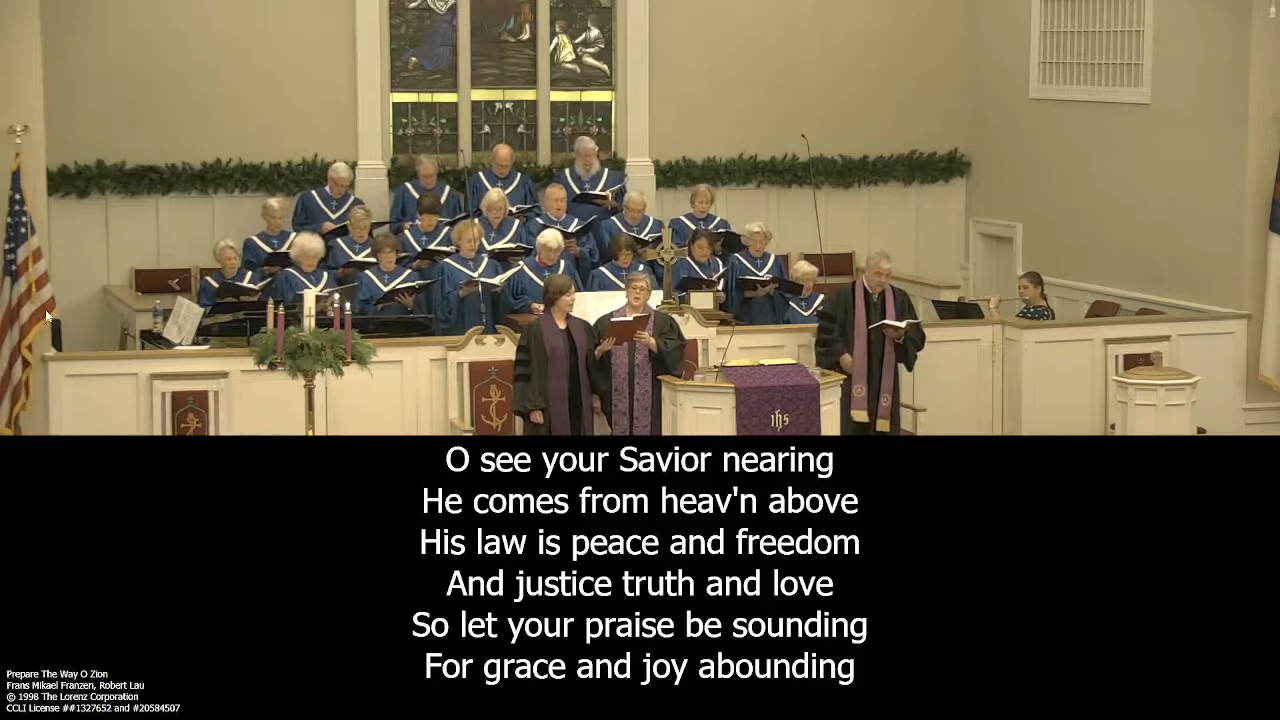 ihs
O see your Savior nearing
He comes from heav'n above
His law is peace and freedom
And justice truth and love
So let your praise be sounding
For grace and joy abounding
Prepare The Way O Zion
Frans Mikael Franzen, Robert Lau
© 1998 The Lorenz Corporation
CCLI License ##1327652 and #20584507